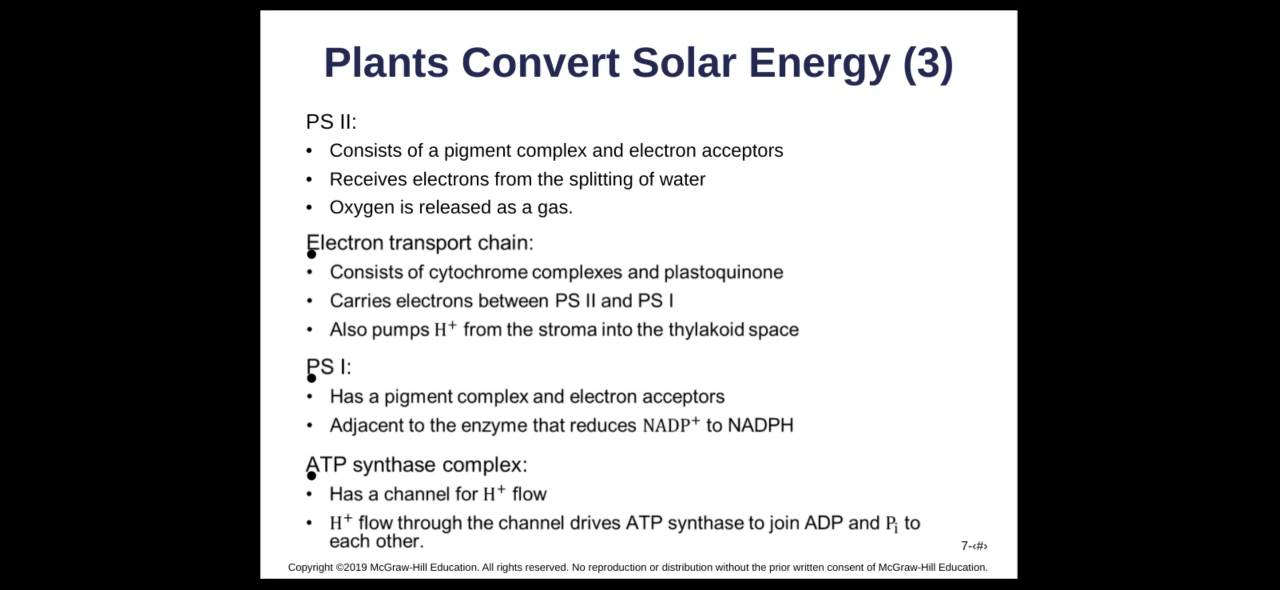 Plants Convert Solar Energy (3)
PS II:
• Consists of a pigment complex and electron acceptors
• Receives electrons from the splitting of water
• Oxygen is released as a gas.
Electron transport chain:
• Consists of cytochrome complexes and plastoquinone
• Carries electrons between PS II and PS I
• Also pumps H⁺ from the stroma into the thylakoid space
PS I:
• Has a pigment complex and electron acceptors
• Adjacent to the enzyme that reduces NADP⁺ to NADPH
ATP synthase complex:
• Has a channel for H⁺ flow
• H⁺ flow through the channel drives ATP synthase to join ADP and Pᵢ to
each other.
7-‹#›
Copyright ©2019 McGraw-Hill Education. All rights reserved. No reproduction or distribution without the prior written consent of McGraw-Hill Education.